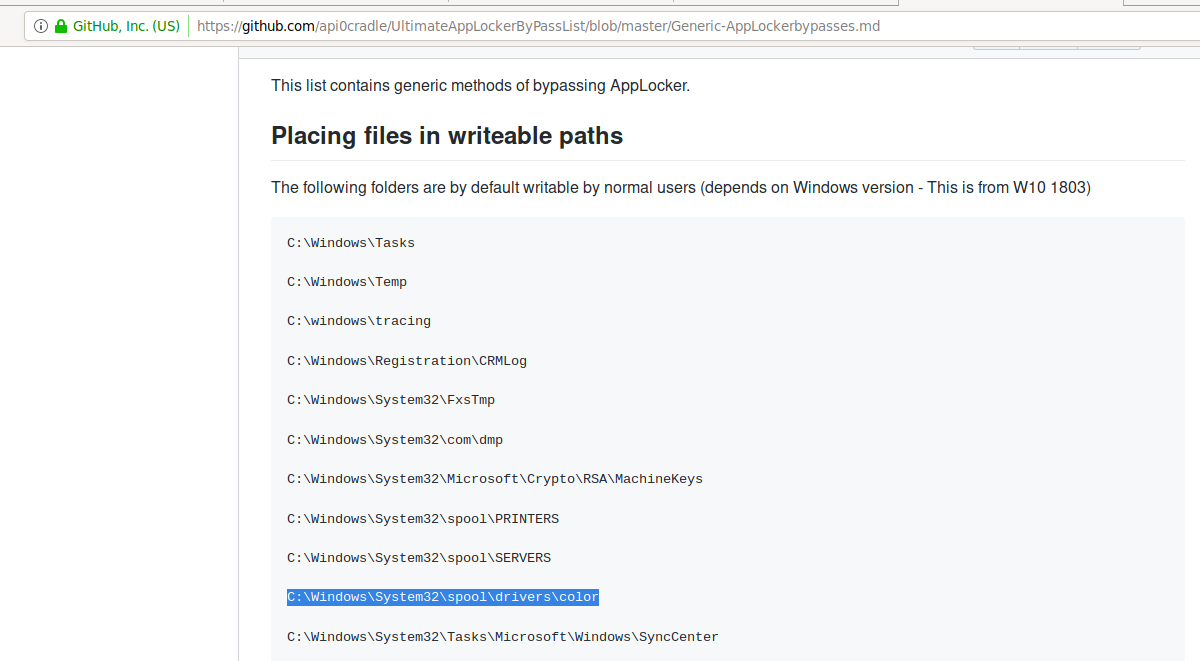 GitHub, Inc. (US) https://github.com/api0cradle/UltimateAppLockerByPassList/blob/master/Generic-AppLockerbypasses.md
This list contains generic methods of bypassing AppLocker.
Placing files in writeable paths
The following folders are by default writable by normal users (depends on Windows version - This is from W10 1803)
C:\Windows\Tasks
C:\Windows\Temp
C:\windows\tracing
C:\Windows\Registration\CRMLog
C:\Windows\System32\FxsTmp
C:\Windows\System32\com\dmp
C:\Windows\System32\Microsoft\Crypto\RSA\MachineKeys
C:\Windows\System32\spool\PRINTERS
C:\Windows\System32\spool\SERVERS
C:\Windows\System32\spool\drivers\color
C:\Windows\System32\Tasks\Microsoft\Windows\SyncCenter